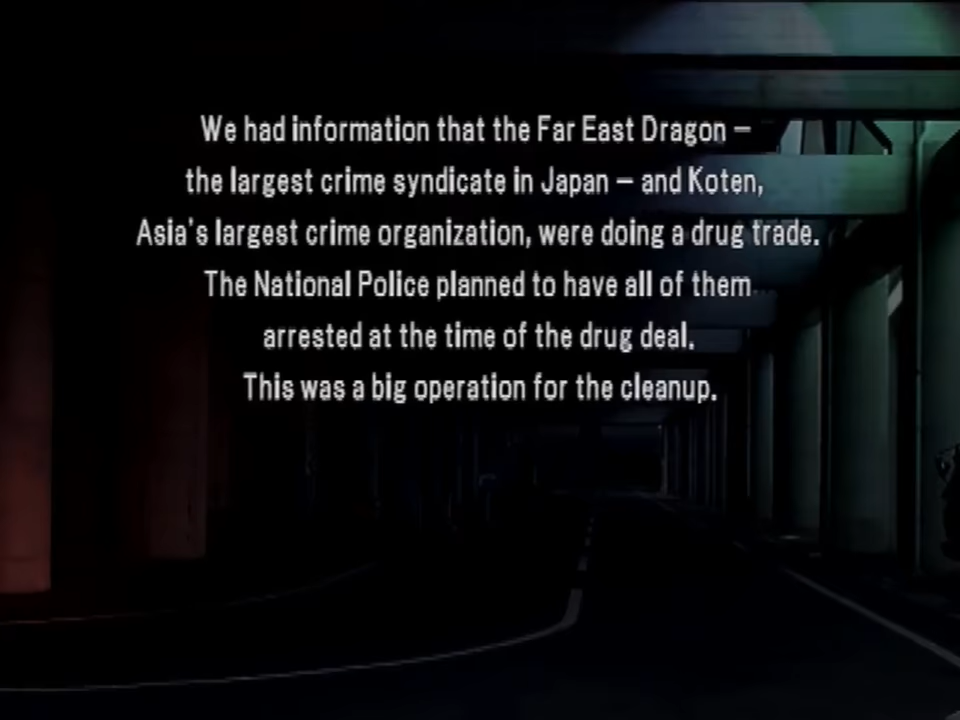 We had information that the Far East Dragon –
the largest crime syndicate in Japan – and Koten,
Asia's largest crime organization, were doing a drug trade.
The National Police planned to have all of them
arrested at the time of the drug deal.
This was a big operation for the cleanup.